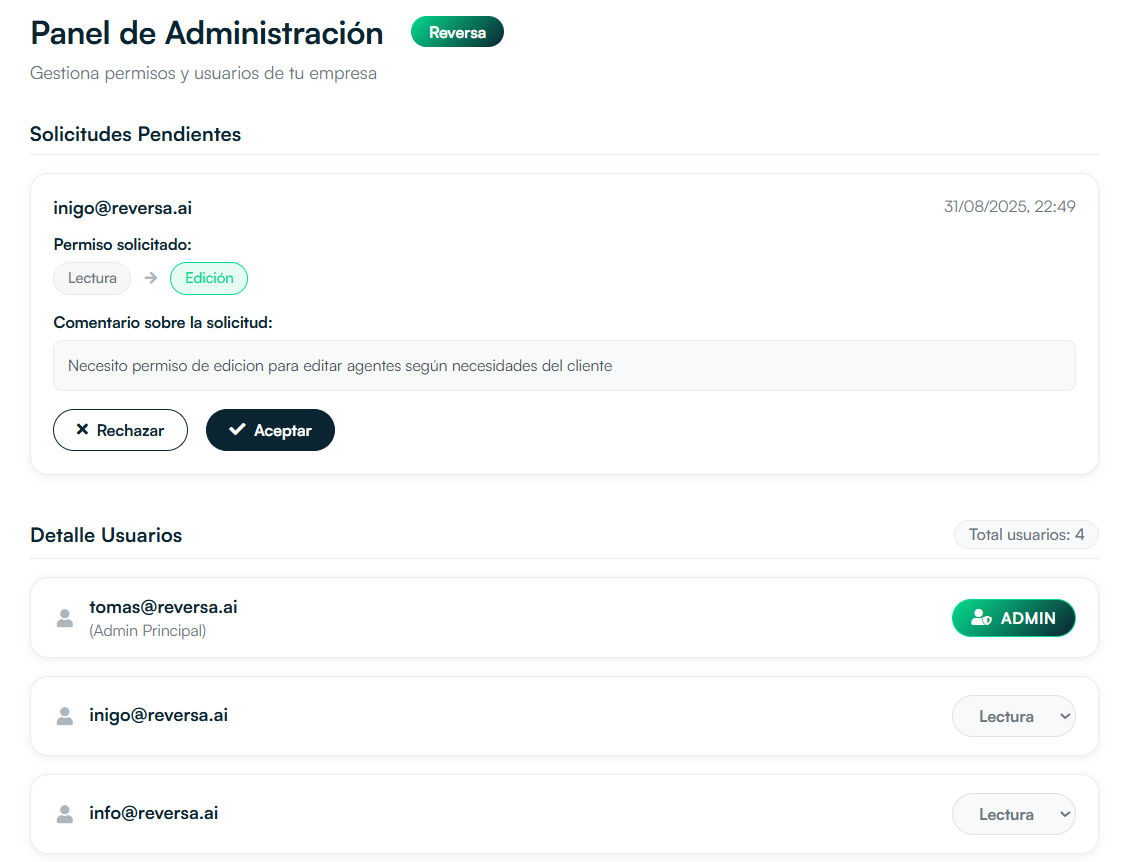 Panel de Administración Reversa
Gestiona permisos y usuarios de tu empresa
Solicitudes Pendientes
inigo@reversa.ai 31/08/2025, 22:49
Permiso solicitado:
Lectura → Edición
Comentario sobre la solicitud:
Necesito permiso de edicion para editar agentes según necesidades del cliente
Rechazar Aceptar
Detalle Usuarios Total usuarios: 4
tomas@reversa.ai
(Admin Principal) ADMIN
inigo@reversa.ai Lectura
info@reversa.ai Lectura